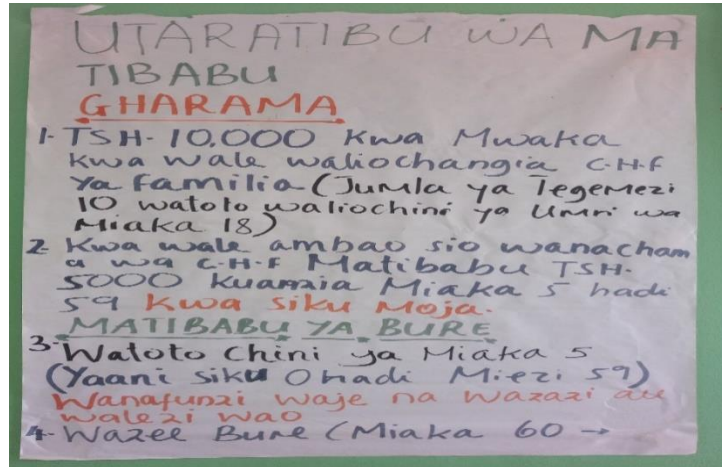 UTARATIBU WA MA
TIBABU
GHARAMA
1- TSH- 10,000 Kwa Mwaka
Kwa wale waliochangia C-H-F
Ya familia (Jumla ya Tegemezi
10 watoto waliochini ya Umri wa
Miaka 18)
2- Kwa wale ambao sio wanacham
a wa C-H-F Matibabu TSH-
5000 Kuanzia Miaka 5 hadi
59 Kwa siku Moja.
MATIBABU YA BURE
3- Watoto Chini ya Miaka 5
(Yaani siku 0 hadi Miezi 59)
Wanafunzi waje na wazazi au
walezi wao
4- Wazee Bure (Miaka 60 →